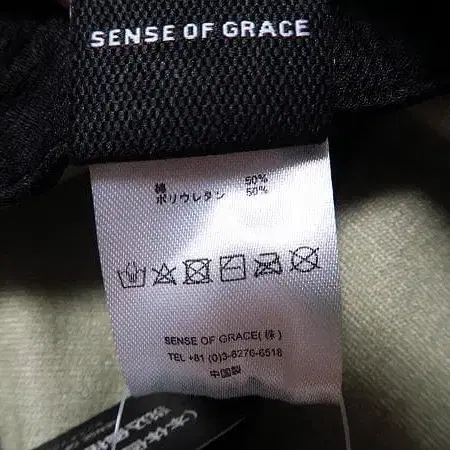 SENSE OF GRACE
綿 50%
ポリウレタン 50%
SENSE OF GRACE(株)
TEL +81 (0)3-6276-6518
中国製